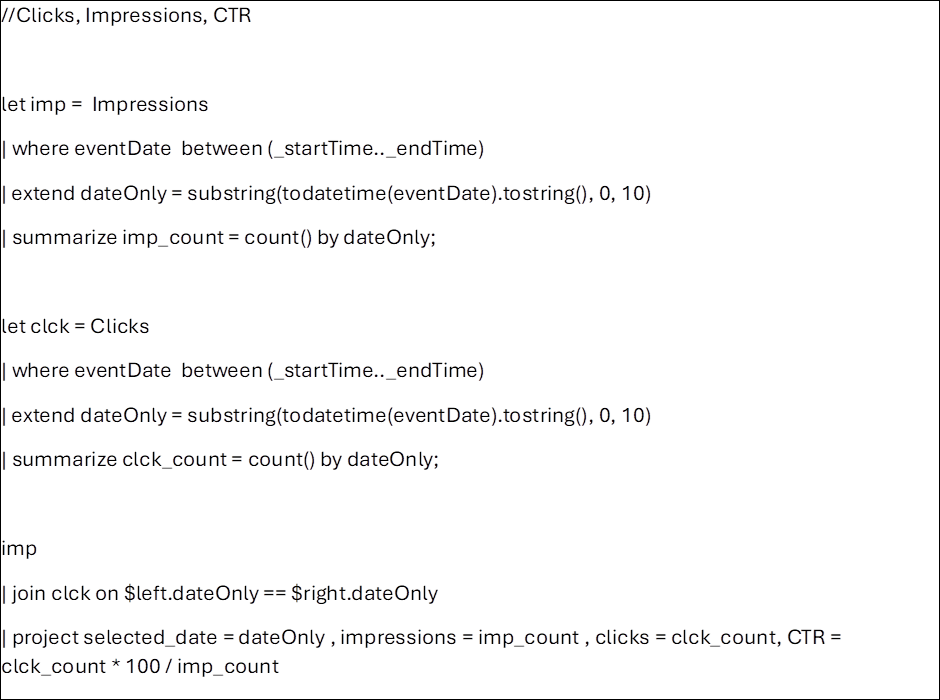 //Clicks, Impressions, CTR
let imp =  Impressions
| where eventDate  between (_startTime.._endTime)
| extend dateOnly = substring(todatetime(eventDate).tostring(), 0, 10)
| summarize imp_count = count() by dateOnly;
let clck = Clicks
| where eventDate  between (_startTime.._endTime)
| extend dateOnly = substring(todatetime(eventDate).tostring(), 0, 10)
| summarize clck_count = count() by dateOnly;
imp
| join clck on $left.dateOnly == $right.dateOnly
| project selected_date = dateOnly , impressions = imp_count , clicks = clck_count, CTR =
clck_count * 100 / imp_count